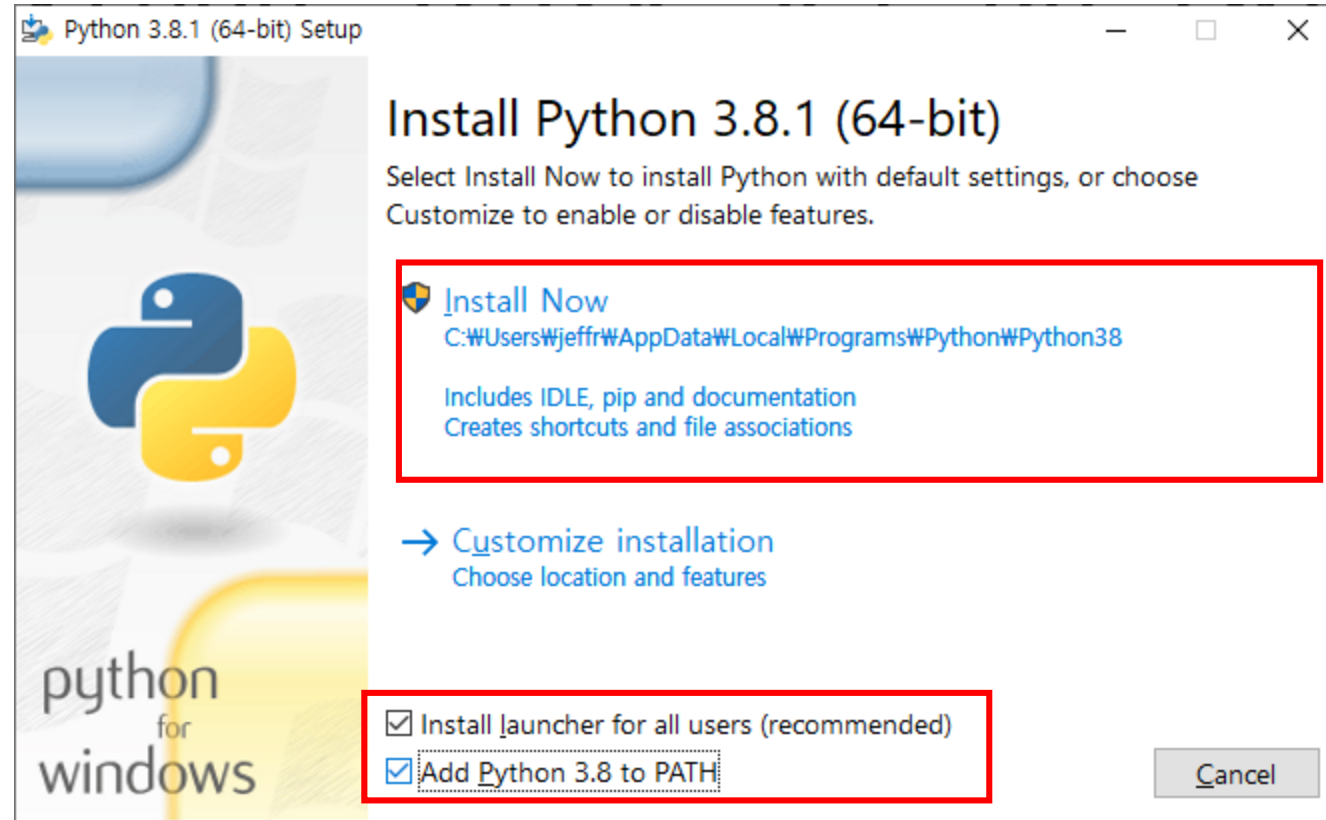 Python 3.8.1 (64-bit) Setup
Install Python 3.8.1 (64-bit)
Select Install Now to install Python with default settings, or choose
Customize to enable or disable features.
Install Now
C:₩Users₩jeffr₩AppData₩Local₩Programs₩Python₩Python38
Includes IDLE, pip and documentation
Creates shortcuts and file associations
Customize installation
Choose location and features
python
for
windows
Install launcher for all users (recommended)
Add Python 3.8 to PATH
Cancel